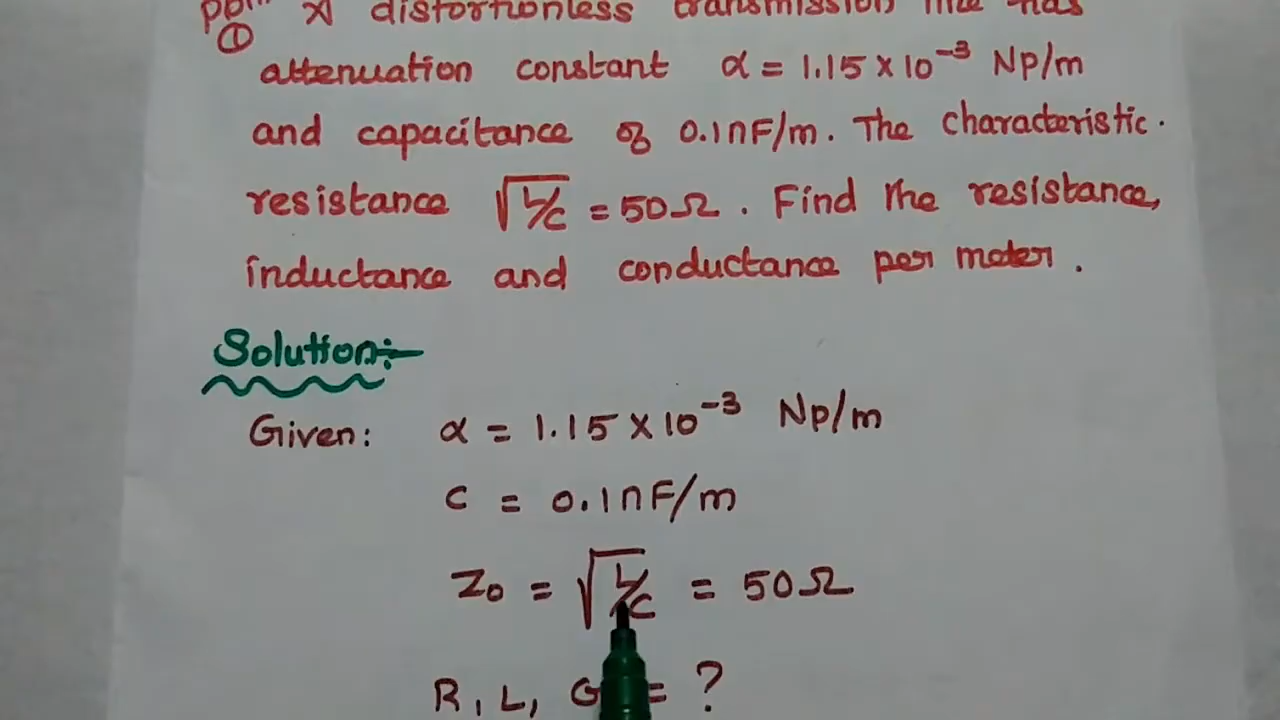 A distortionless transmission line has
①
attenuation constant α = 1.15 × 10⁻³ Np/m
and capacitance of 0.1nF/m. The characteristic.
resistance √L/C = 50Ω. Find the resistance,
inductance and conductance per meter.
Solution:-
Given: α = 1.15 × 10⁻³ Np/m
C = 0.1nF/m
Z₀ = √L/C = 50Ω
R, L, G = ?